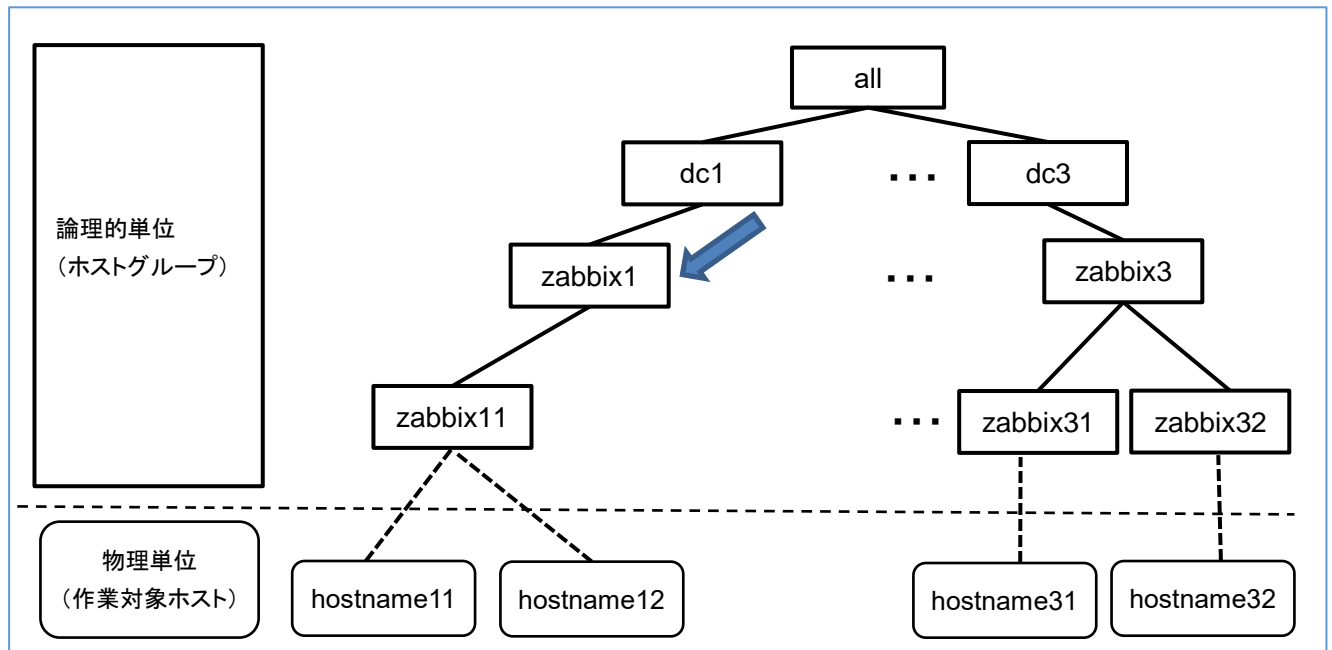 all
dc1
・・・
dc3
論理的単位
（ホストグループ）
zabbix1
・・・
zabbix3
zabbix11
・・・
zabbix31
zabbix32
物理単位
（作業対象ホスト）
hostname11
hostname12
hostname31
hostname32